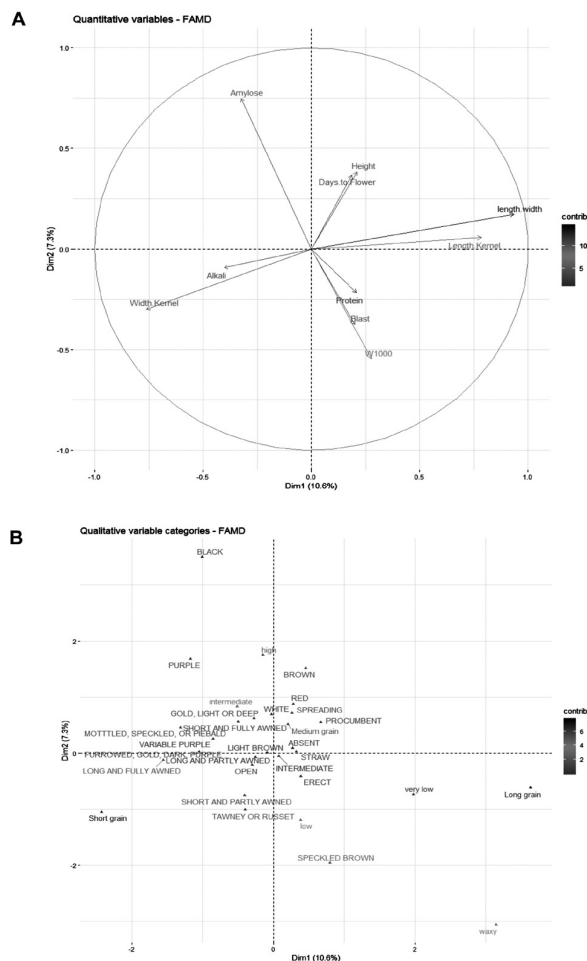 A
Quantitative variables - FAMD
1.0
Amylose
0.5
Height
Days.to.Flower
length.width
contrib
Dim2 (7.3%)
0.0
Length Kernel
10
5
Alkali
Width Kernel
Protein
Blast
W1000
-0.5
-1.0
-1.0 -0.5 0.0 0.5 1.0
Dim1 (10.6%)
B
Qualitative variable categories - FAMD
BLACK
2
high
PURPLE
BROWN
intermediate
RED
GOLD, LIGHT OR DEEP
WHITE
SPREADING
SHORT AND FULLY AWNED
PROCUMBENT
Medium grain
MOTTTLED, SPECKLED, OR PIEBALD
contrib
VARIABLE PURPLE
LIGHT BROWN
ABSENT
Dim2 (7.3%)
0
FURROWED, GOLD, DARK, PURPLE
LONG AND PARTLY AWNED
STRAW
6
4
2
LONG AND FULLY AWNED
OPEN
INTERMEDIATE
ERECT
SHORT AND PARTLY AWNED
very low
Long grain
Short grain
TAWNEY OR RUSSET
low
-2
SPECKLED BROWN
waxy
-2 0 2 4
Dim1 (10.6%)